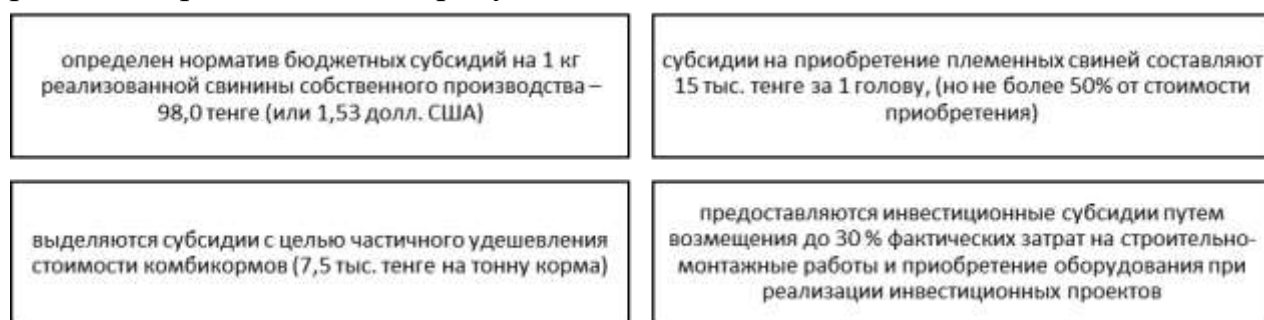 определен норматив бюджетных субсидий на 1 кг
реализованной свинины собственного производства –
98,0 тенге (или 1,53 долл. США)
субсидии на приобретение племенных свиней составляют
15 тыс. тенге за 1 голову, (но не более 50% от стоимости
приобретения)
выделяются субсидии с целью частичного удешевления
стоимости комбикормов (7,5 тыс. тенге на тонну корма)
предоставляются инвестиционные субсидии путем
возмещения до 30 % фактических затрат на строительно-
монтажные работы и приобретение оборудования при
реализации инвестиционных проектов